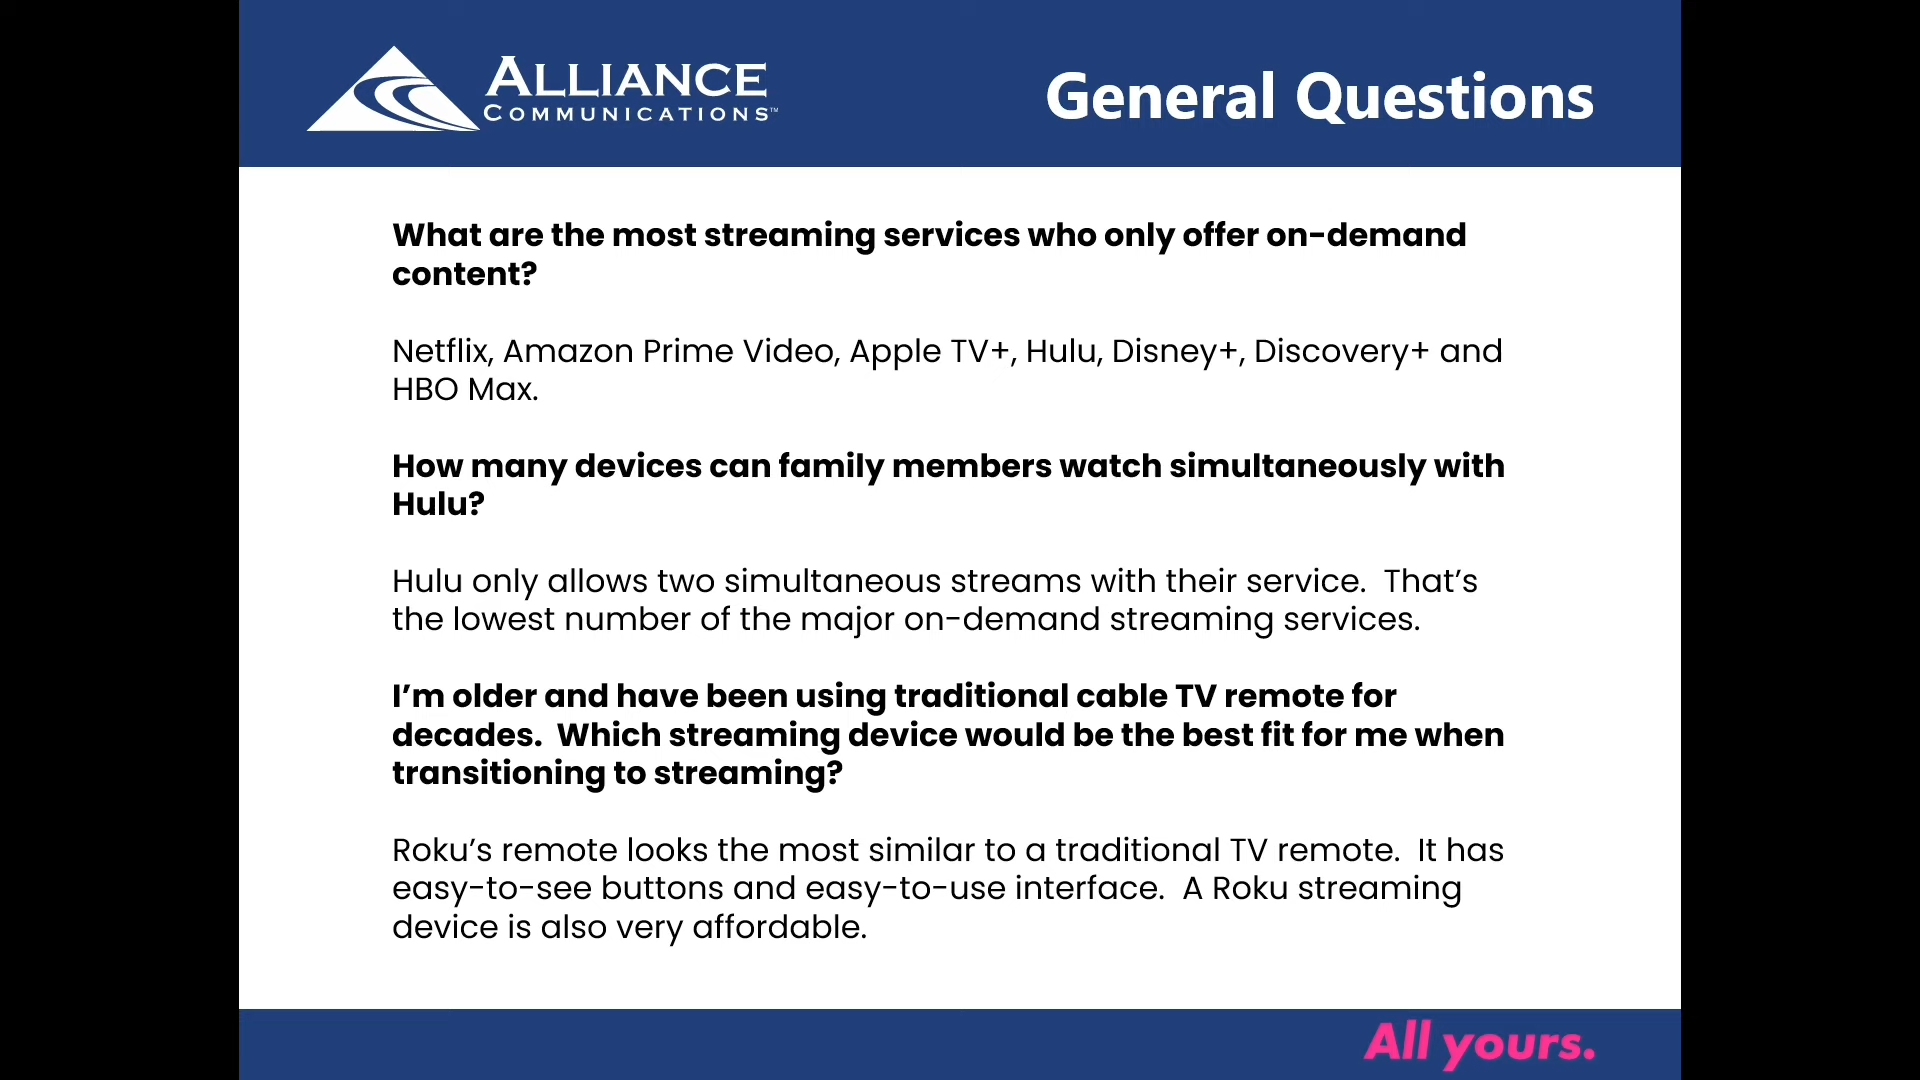 ALLIANCE
COMMUNICATIONS™
General Questions
What are the most streaming services who only offer on-demand
content?
Netflix, Amazon Prime Video, Apple TV+, Hulu, Disney+, Discovery+ and
HBO Max.
How many devices can family members watch simultaneously with
Hulu?
Hulu only allows two simultaneous streams with their service.  That’s
the lowest number of the major on-demand streaming services.
I’m older and have been using traditional cable TV remote for
decades.  Which streaming device would be the best fit for me when
transitioning to streaming?
Roku’s remote looks the most similar to a traditional TV remote.  It has
easy-to-see buttons and easy-to-use interface.  A Roku streaming
device is also very affordable.
All yours.